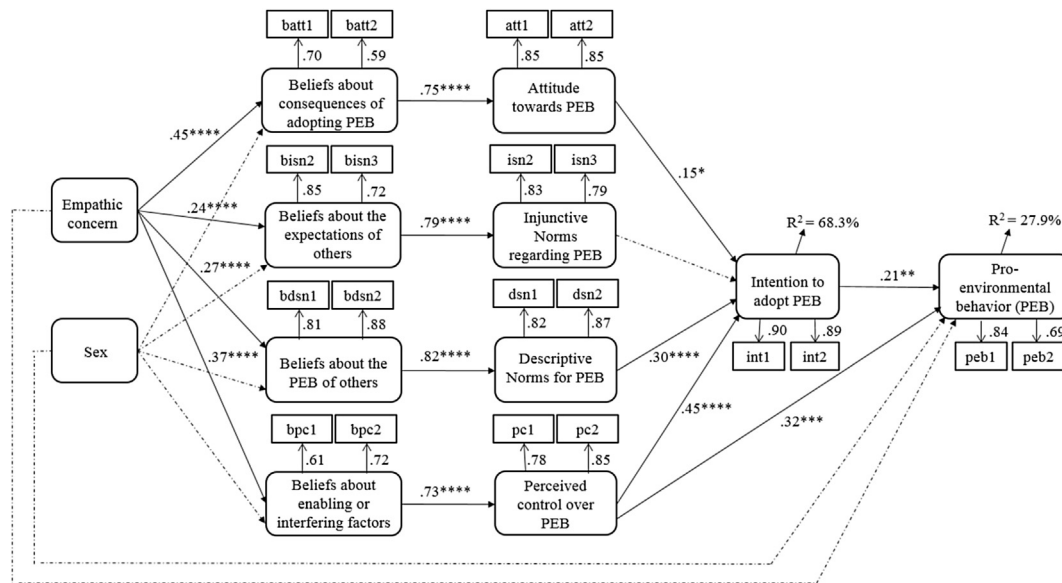 batt1 batt2 att1 att2
.70 .59 .85 .85
Beliefs about
consequences of
adopting PEB
.75****
Attitude
towards PEB
.45****
.15*
bisn2 bisn3 isn2 isn3
.85 .72 .83 .79
Empathic
concern
.24****
Beliefs about the
expectations of
others
.79****
Injunctive
Norms
regarding PEB
R² = 68.3%
R² = 27.9%
.27****
Intention to
adopt PEB
.21**
Pro-
environmental
behavior (PEB)
bdsn1 bdsn2 dsn1 dsn2
.81 .88 .82 .87
.90 .89 .84 .69
int1 int2 peb1 peb2
Sex
.37****
Beliefs about the
PEB of others
.82****
Descriptive
Norms for PEB
.30****
.45****
.32***
bpc1 bpc2 pc1 pc2
.61 .72 .78 .85
Beliefs about
enabling or
interfering factors
.73****
Perceived
control over
PEB